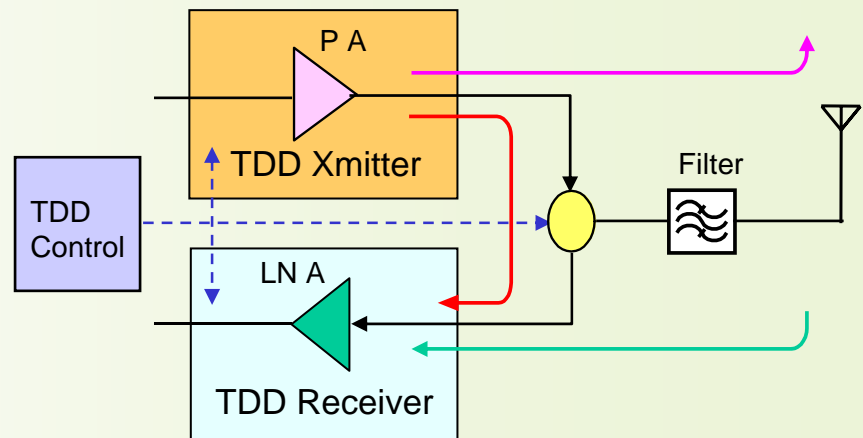 P A
TDD Xmitter
Filter
TDD
Control
LN A
TDD Receiver